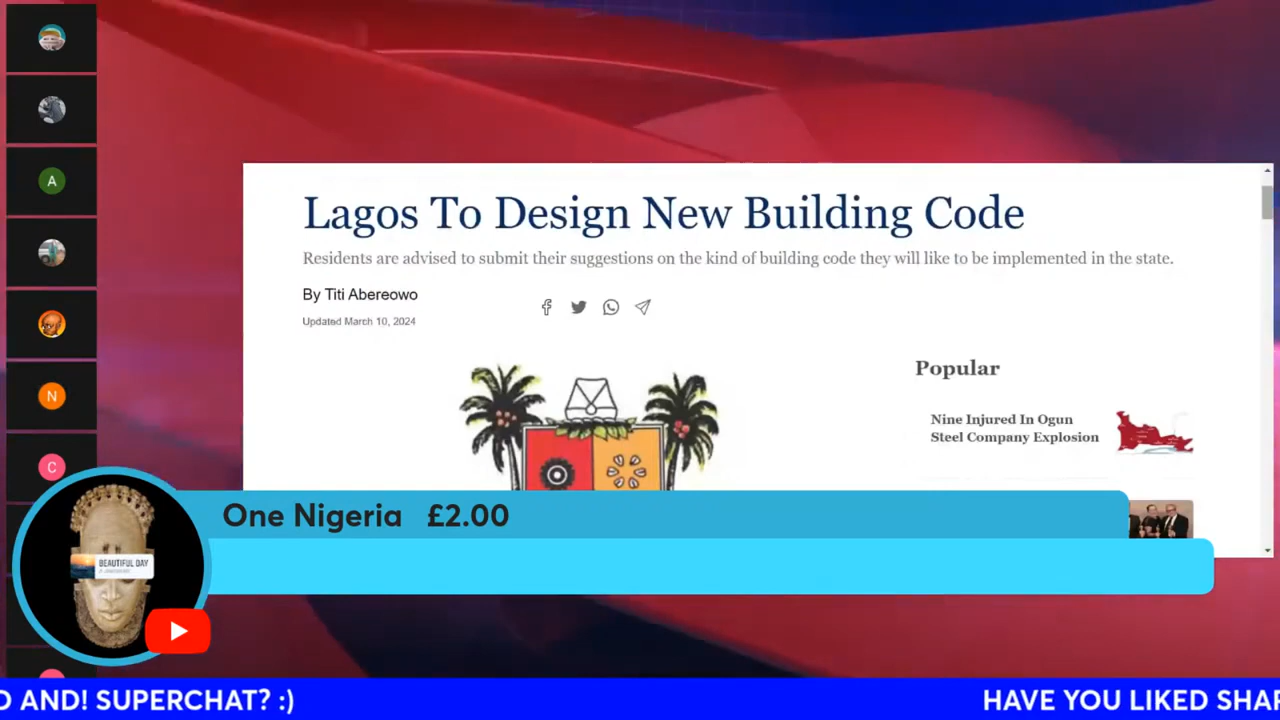 Lagos To Design New Building Code
Residents are advised to submit their suggestions on the kind of building code they will like to be implemented in the state.
By Titi Abereowo
Updated March 10, 2024
Popular
Nine Injured In Ogun
Steel Company Explosion
A
N
C
One Nigeria £2.00
BEAUTIFUL DAY
D AND! SUPERCHAT? :)
HAVE YOU LIKED SHAR